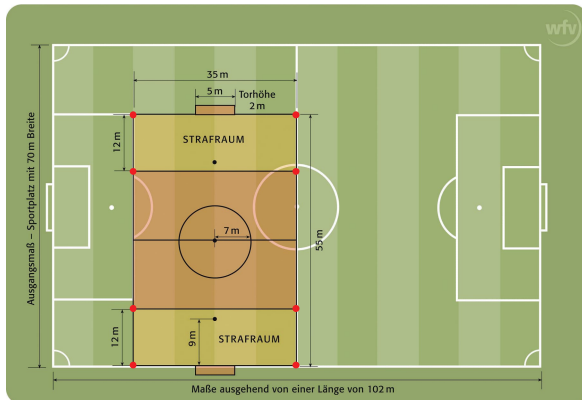 wfv
35 m
5 m
Torhöhe
2 m
12 m
STRAFRAUM
Ausgangsmaß – Sportplatz mit 70 m Breite
7 m
55 m
12 m
9 m
STRAFRAUM
Maße ausgehend von einer Länge von 102 m